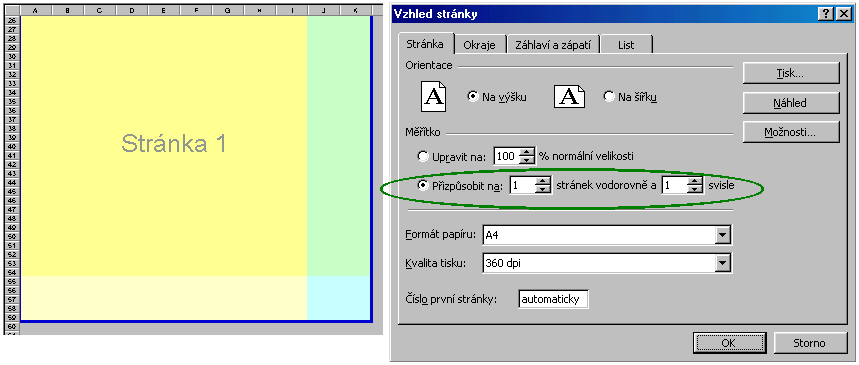 A B C D E F G H I J K
26
27
28
29
30
31
32
33
34
35
36
37
38
39
40
41
42
43
44
45
46
47
48
49
50
51
52
53
54
55
56
57
58
59
60
Stránka 1
Vzhled stránky
Stránka Okraje Záhlaví a zápatí List
Orientace
A Na výšku A Na šířku
Měřítko
Upravit na: 100 % normální velikosti
Přizpůsobit na: 1 stránek vodorovně a 1 svisle
Formát papíru: A4
Kvalita tisku: 360 dpi
Číslo první stránky: automaticky
Tisk...
Náhled
Možnosti...
OK Storno